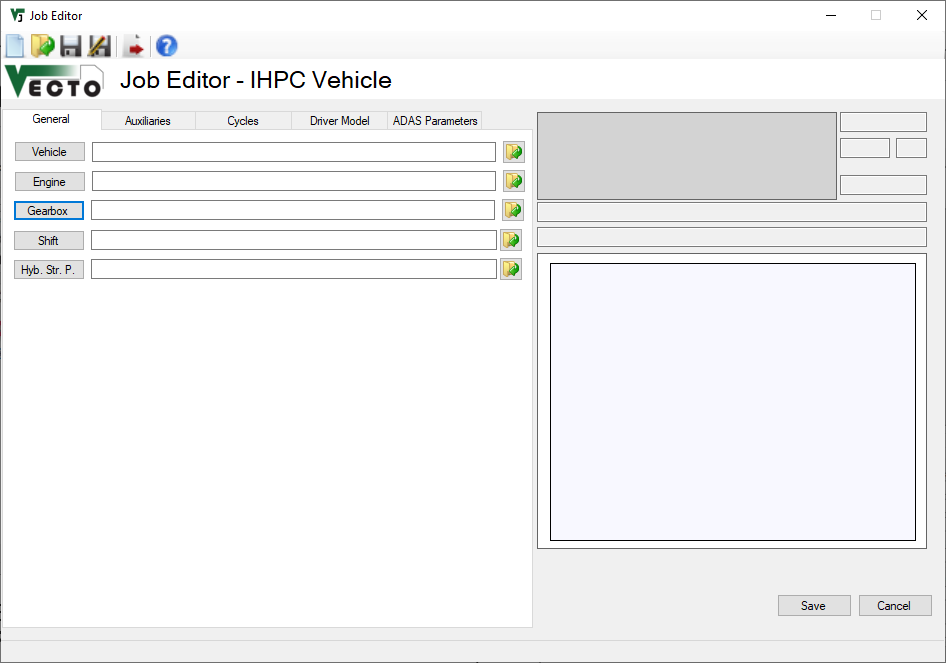 Job Editor
VECTO
Job Editor - IHPC Vehicle
General Auxiliaries Cycles Driver Model ADAS Parameters
Vehicle
Engine
Gearbox
Shift
Hyb. Str. P.
Save Cancel